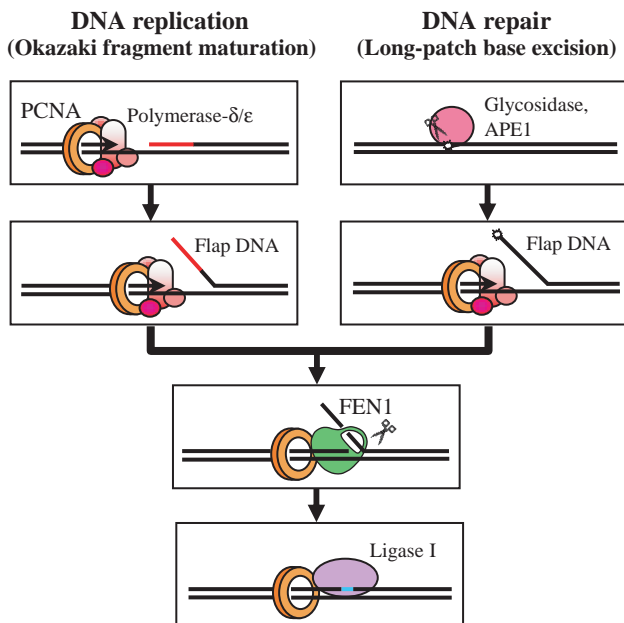 DNA replication
(Okazaki fragment maturation)
DNA repair
(Long-patch base excision)
PCNA
Polymerase-δ/ε
Glycosidase,
APE1
Flap DNA
Flap DNA
FEN1
Ligase I